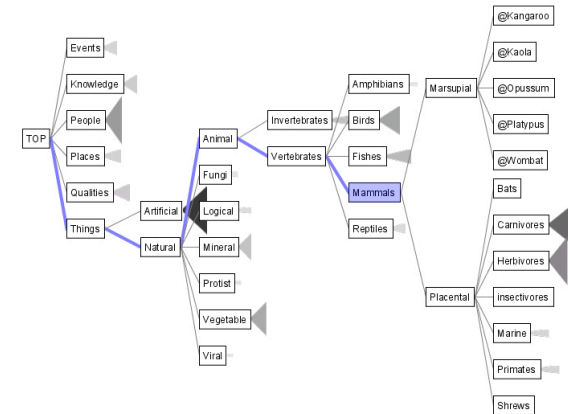 TOP
Events
Knowledge
People
Places
Qualities
Things
Artificial
Natural
Animal
Fungi
Logical
Mineral
Protist
Vegetable
Viral
Invertebrates
Vertebrates
Amphibians
Birds
Fishes
Mammals
Reptiles
Marsupial
Placental
@Kangaroo
@Kaola
@Opussum
@Platypus
@Wombat
Bats
Carnivores
Herbivores
insectivores
Marine
Primates
Shrews